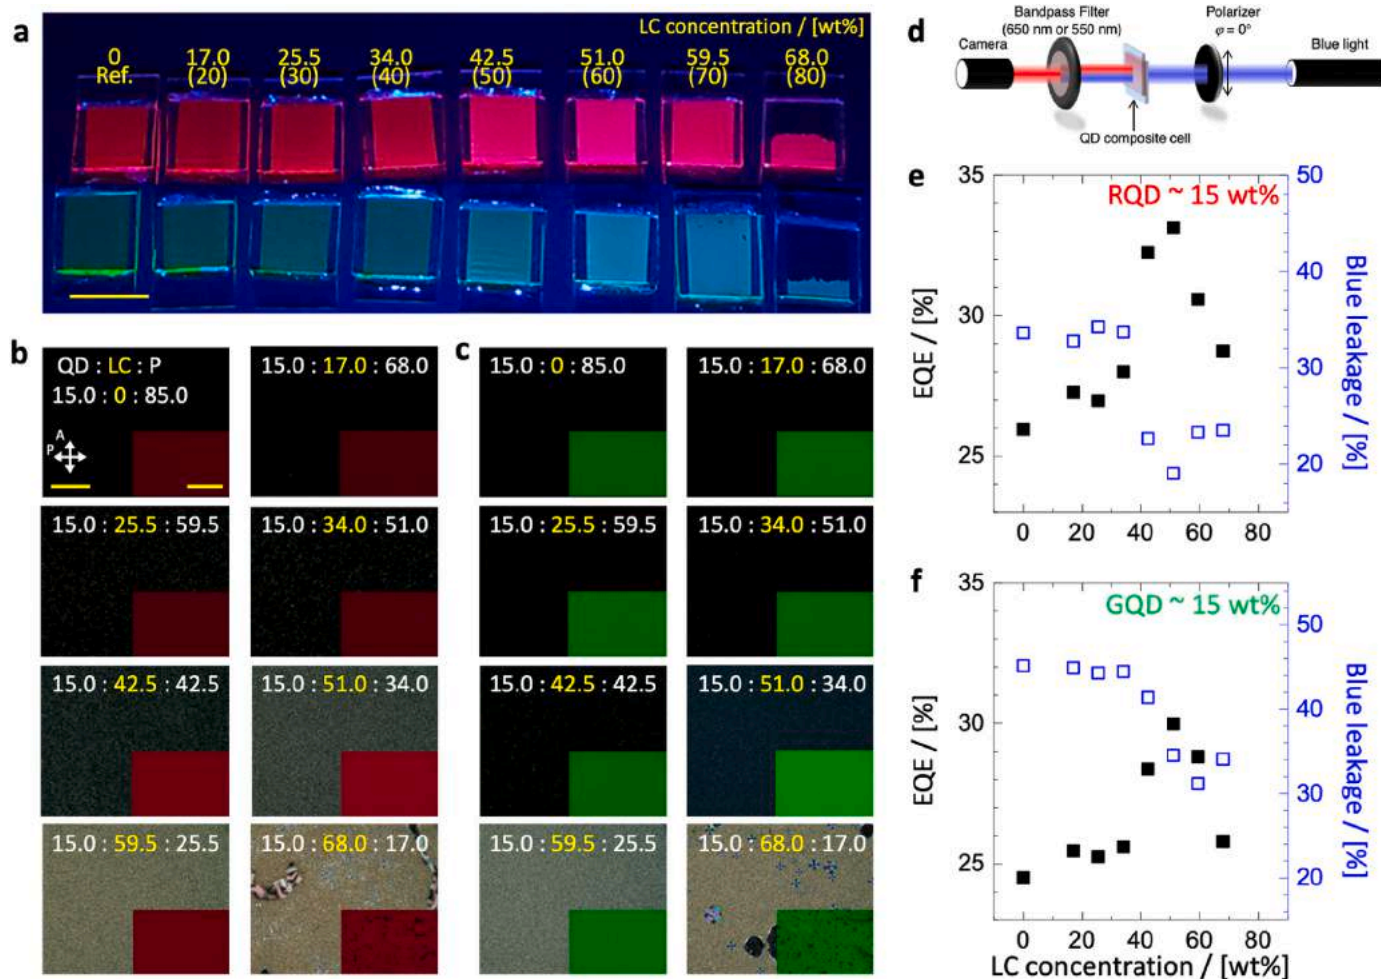 a
LC concentration / [wt%]
0 17.0 25.5 34.0 42.5 51.0 59.5 68.0
Ref. (20) (30) (40) (50) (60) (70) (80)
b
QD : LC : P
15.0 : 0 : 85.0
A
P
15.0 : 17.0 : 68.0
15.0 : 25.5 : 59.5
15.0 : 34.0 : 51.0
15.0 : 42.5 : 42.5
15.0 : 51.0 : 34.0
15.0 : 59.5 : 25.5
15.0 : 68.0 : 17.0
c
15.0 : 0 : 85.0
15.0 : 17.0 : 68.0
15.0 : 25.5 : 59.5
15.0 : 34.0 : 51.0
15.0 : 42.5 : 42.5
15.0 : 51.0 : 34.0
15.0 : 59.5 : 25.5
15.0 : 68.0 : 17.0
d
Bandpass Filter
(650 nm or 550 nm)
Polarizer
φ = 0°
Camera
Blue light
QD composite cell
e
RQD ~ 15 wt%
EQE / [%]
35
30
25
Blue leakage / [%]
50
40
30
20
0 20 40 60 80
f
GQD ~ 15 wt%
EQE / [%]
35
30
25
Blue leakage / [%]
50
40
30
20
0 20 40 60 80
LC concentration / [wt%]